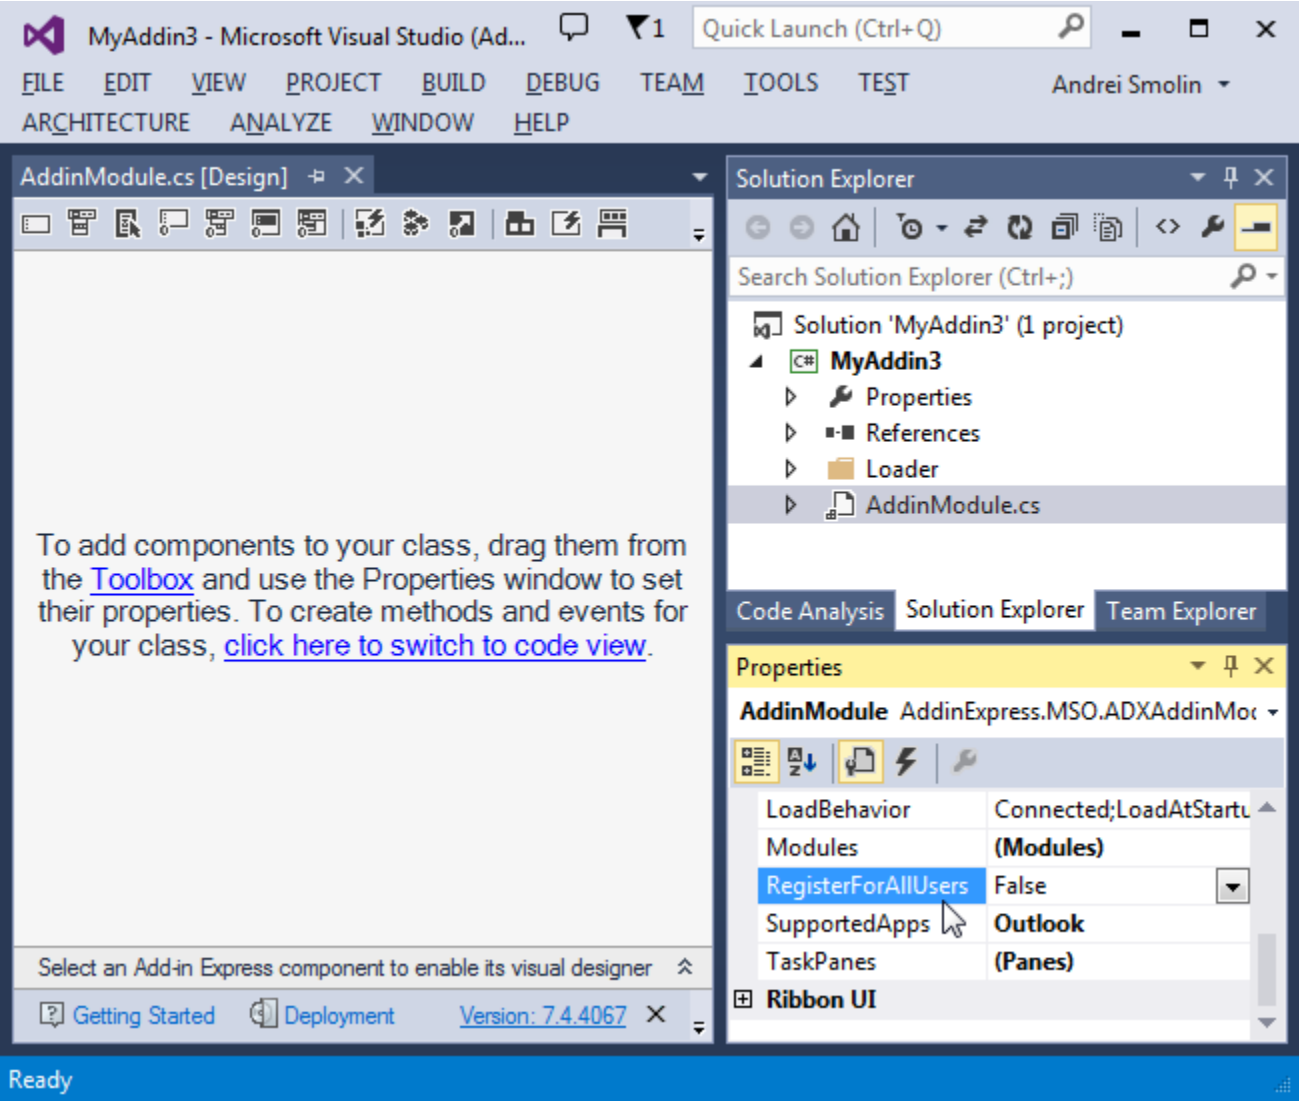 MyAddin3 - Microsoft Visual Studio (Ad...
1
Quick Launch (Ctrl+Q)
FILE EDIT VIEW PROJECT BUILD DEBUG TEAM TOOLS TEST Andrei Smolin
ARCHITECTURE ANALYZE WINDOW HELP
AddinModule.cs [Design]
To add components to your class, drag them from
the Toolbox and use the Properties window to set
their properties. To create methods and events for
your class, click here to switch to code view.
Select an Add-in Express component to enable its visual designer
Getting Started Deployment Version: 7.4.4067
Solution Explorer
Search Solution Explorer (Ctrl+;)
Solution 'MyAddin3' (1 project)
C# MyAddin3
Properties
References
Loader
AddinModule.cs
Code Analysis Solution Explorer Team Explorer
Properties
AddinModule AddinExpress.MSO.ADXAddinMo
LoadBehavior Connected;LoadAtStartu
Modules (Modules)
RegisterForAllUsers False
SupportedApps Outlook
TaskPanes (Panes)
Ribbon UI
Ready